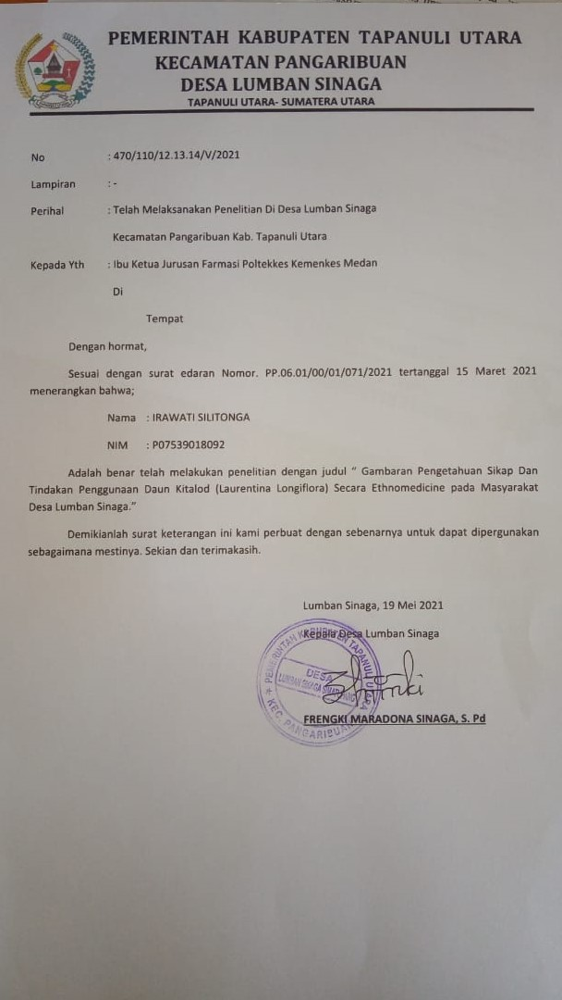 PEMERINTAH KABUPATEN TAPANULI UTARA
KECAMATAN PANGARIBUAN
DESA LUMBAN SINAGA
TAPANULI UTARA- SUMATERA UTARA
No : 470/110/12.13.14/V/2021
Lampiran : -
Perihal : Telah Melaksanakan Penelitian Di Desa Lumban Sinaga
Kecamatan Pangaribuan Kab. Tapanuli Utara
Kepada Yth : Ibu Ketua Jurusan Farmasi Poltekkes Kemenkes Medan
Di
Tempat
Dengan hormat,
Sesuai dengan surat edaran Nomor. PP.06.01/00/01/071/2021 tertanggal 15 Maret 2021
menerangkan bahwa;
Nama : IRAWATI SILITONGA
NIM : P07539018092
Adalah benar telah melakukan penelitian dengan judul “ Gambaran Pengetahuan Sikap Dan
Tindakan Penggunaan Daun Kitalod (Laurentina Longiflora) Secara Ethnomedicine pada Masyarakat
Desa Lumban Sinaga.”
Demikianlah surat keterangan ini kami perbuat dengan sebenarnya untuk dapat dipergunakan
sebagaimana mestinya. Sekian dan terimakasih.
Lumban Sinaga, 19 Mei 2021
Kepala Desa Lumban Sinaga
PEMERINTAH KABUPATEN TAPANULI UTARA
DESA
LUMBAN SINAGA
KEC. PANGARIBUAN
FRENGKI MARADONA SINAGA, S. Pd